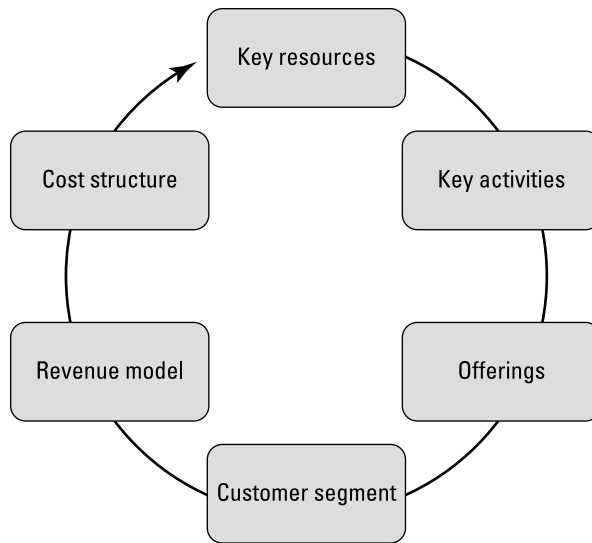 Key resources
Key activities
Offerings
Customer segment
Revenue model
Cost structure